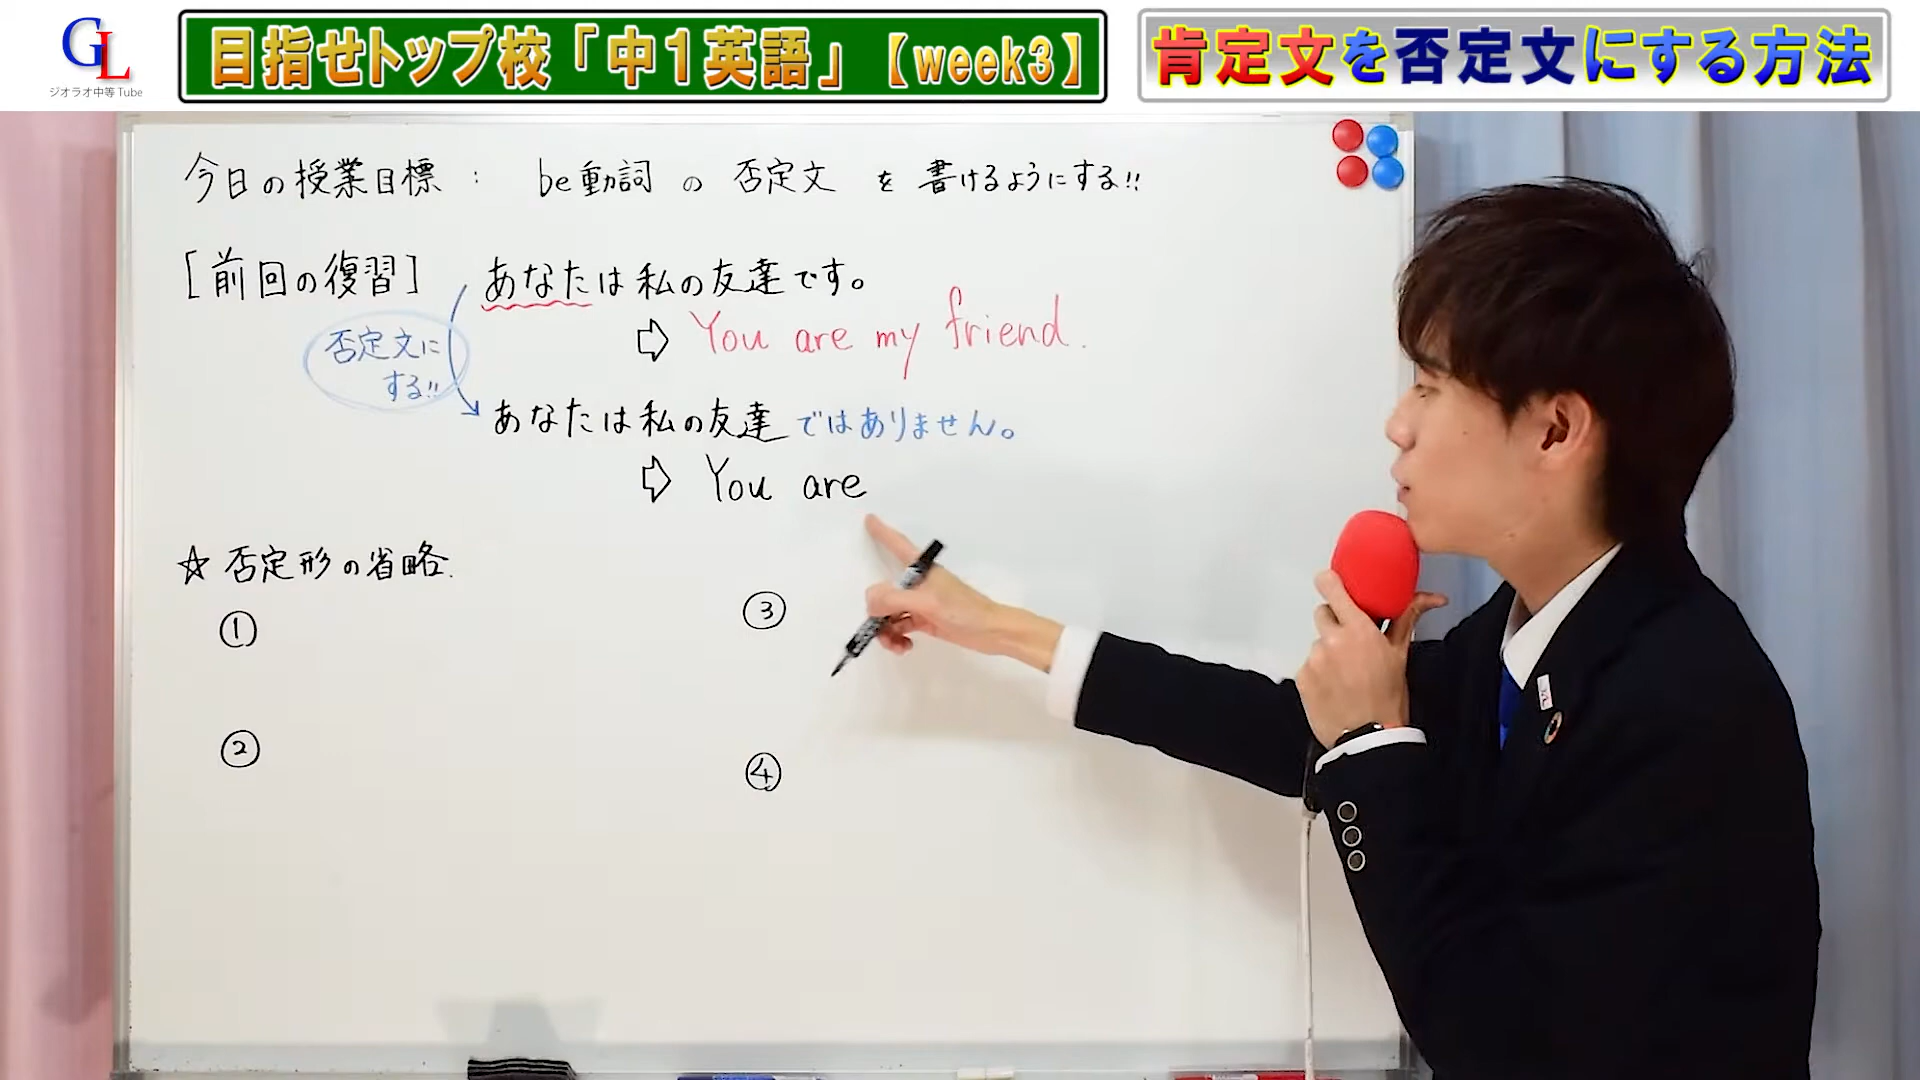 GL
ジオラオ中等Tube
目指せトップ校「中1英語」【week3】
肯定文を否定文にする方法
今日の授業目標 : be動詞 の 否定文 を 書けるようにする!!
[前回の復習] あなたは私の友達です。
⇨ You are my friend.
否定文に
する!!
あなたは私の友達ではありません。
⇨ You are
☆ 否定形の省略.
①
②
③
④